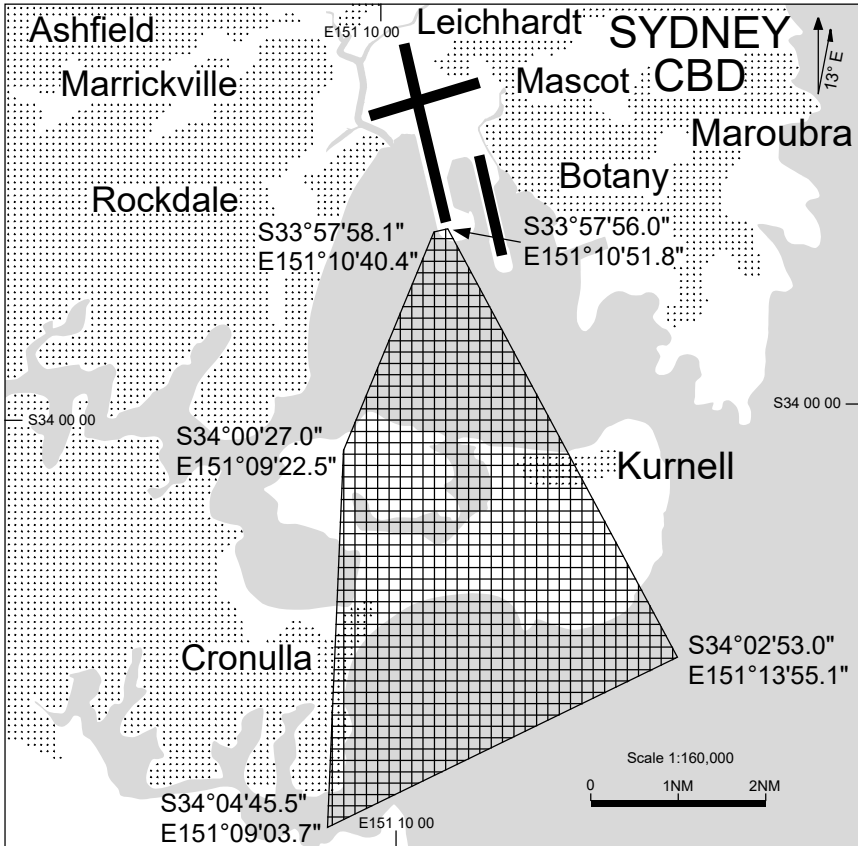 Ashfield
E151 10 00
Leichhardt
SYDNEY
CBD
13° E
Marrickville
Mascot
Maroubra
Botany
Rockdale
S33°57'58.1"
E151°10'40.4"
S33°57'56.0"
E151°10'51.8"
S34 00 00
S34 00 00
S34°00'27.0"
E151°09'22.5"
Kurnell
Cronulla
S34°02'53.0"
E151°13'55.1"
Scale 1:160,000
0
1NM
2NM
S34°04'45.5"
E151°09'03.7"
E151 10 00